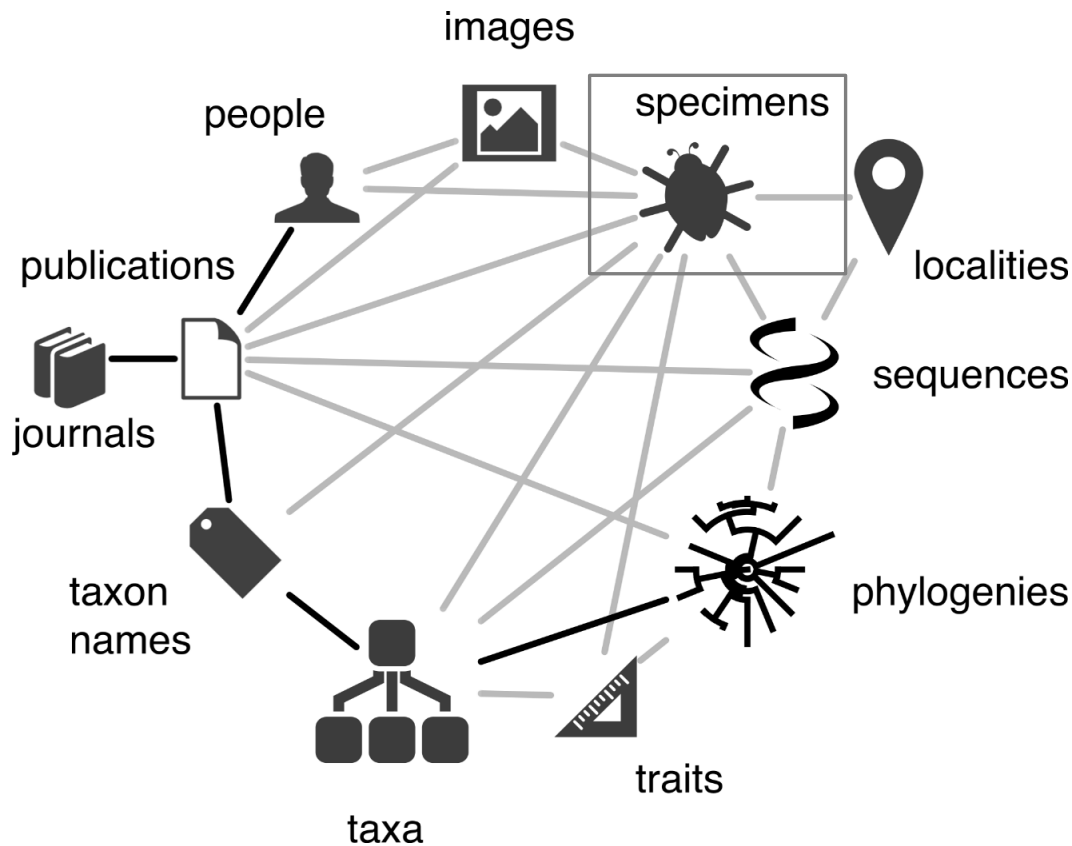 images
people
specimens
publications
localities
journals
sequences
taxon
names
phylogenies
traits
taxa